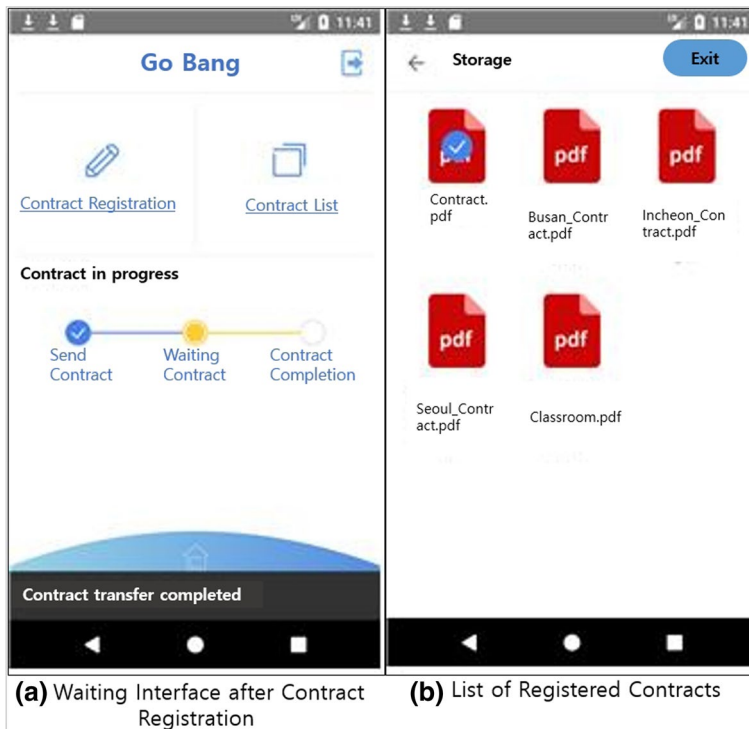 11:41
Go Bang
Contract Registration
Contract List
Contract in progress
Send
Contract
Waiting
Contract
Contract
Completion
Contract transfer completed
(a) Waiting Interface after Contract
Registration
11:41
Storage
Exit
pdf
pdf
pdf
Contract.
pdf
Busan_Contr
act.pdf
Incheon_Con
tract.pdf
pdf
pdf
Seoul_Contr
act.pdf
Classroom.pdf
(b) List of Registered Contracts